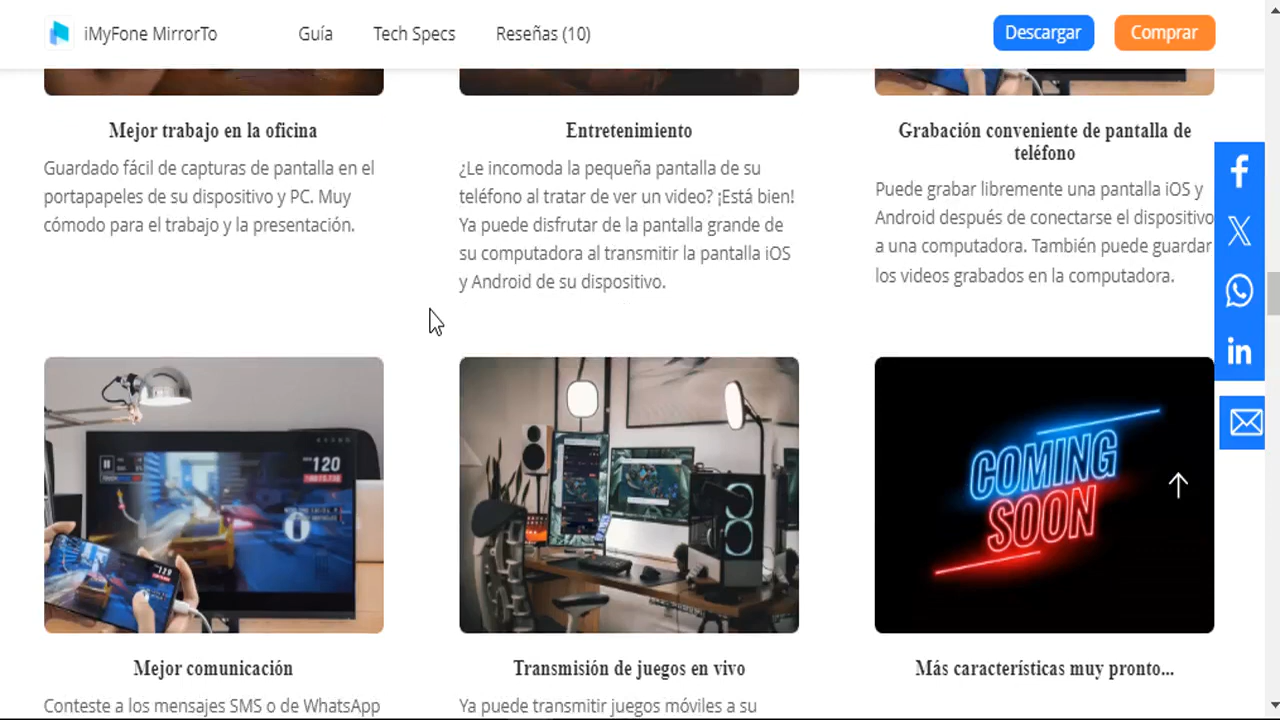 iMyFone MirrorTo
Guía
Tech Specs
Reseñas (10)
Descargar
Comprar
Mejor trabajo en la oficina
Guardado fácil de capturas de pantalla en el
portapapeles de su dispositivo y PC. Muy
cómodo para el trabajo y la presentación.
Entretenimiento
¿Le incomoda la pequeña pantalla de su
teléfono al tratar de ver un video? ¡Está bien!
Ya puede disfrutar de la pantalla grande de
su computadora al transmitir la pantalla iOS
y Android de su dispositivo.
Grabación conveniente de pantalla de
teléfono
Puede grabar libremente una pantalla iOS y
Android después de conectarse el dispositivo
a una computadora. También puede guardar
los videos grabados en la computadora.
120
COMING
SOON
Mejor comunicación
Conteste a los mensajes SMS o de WhatsApp
Transmisión de juegos en vivo
Ya puede transmitir juegos móviles a su
Más características muy pronto...